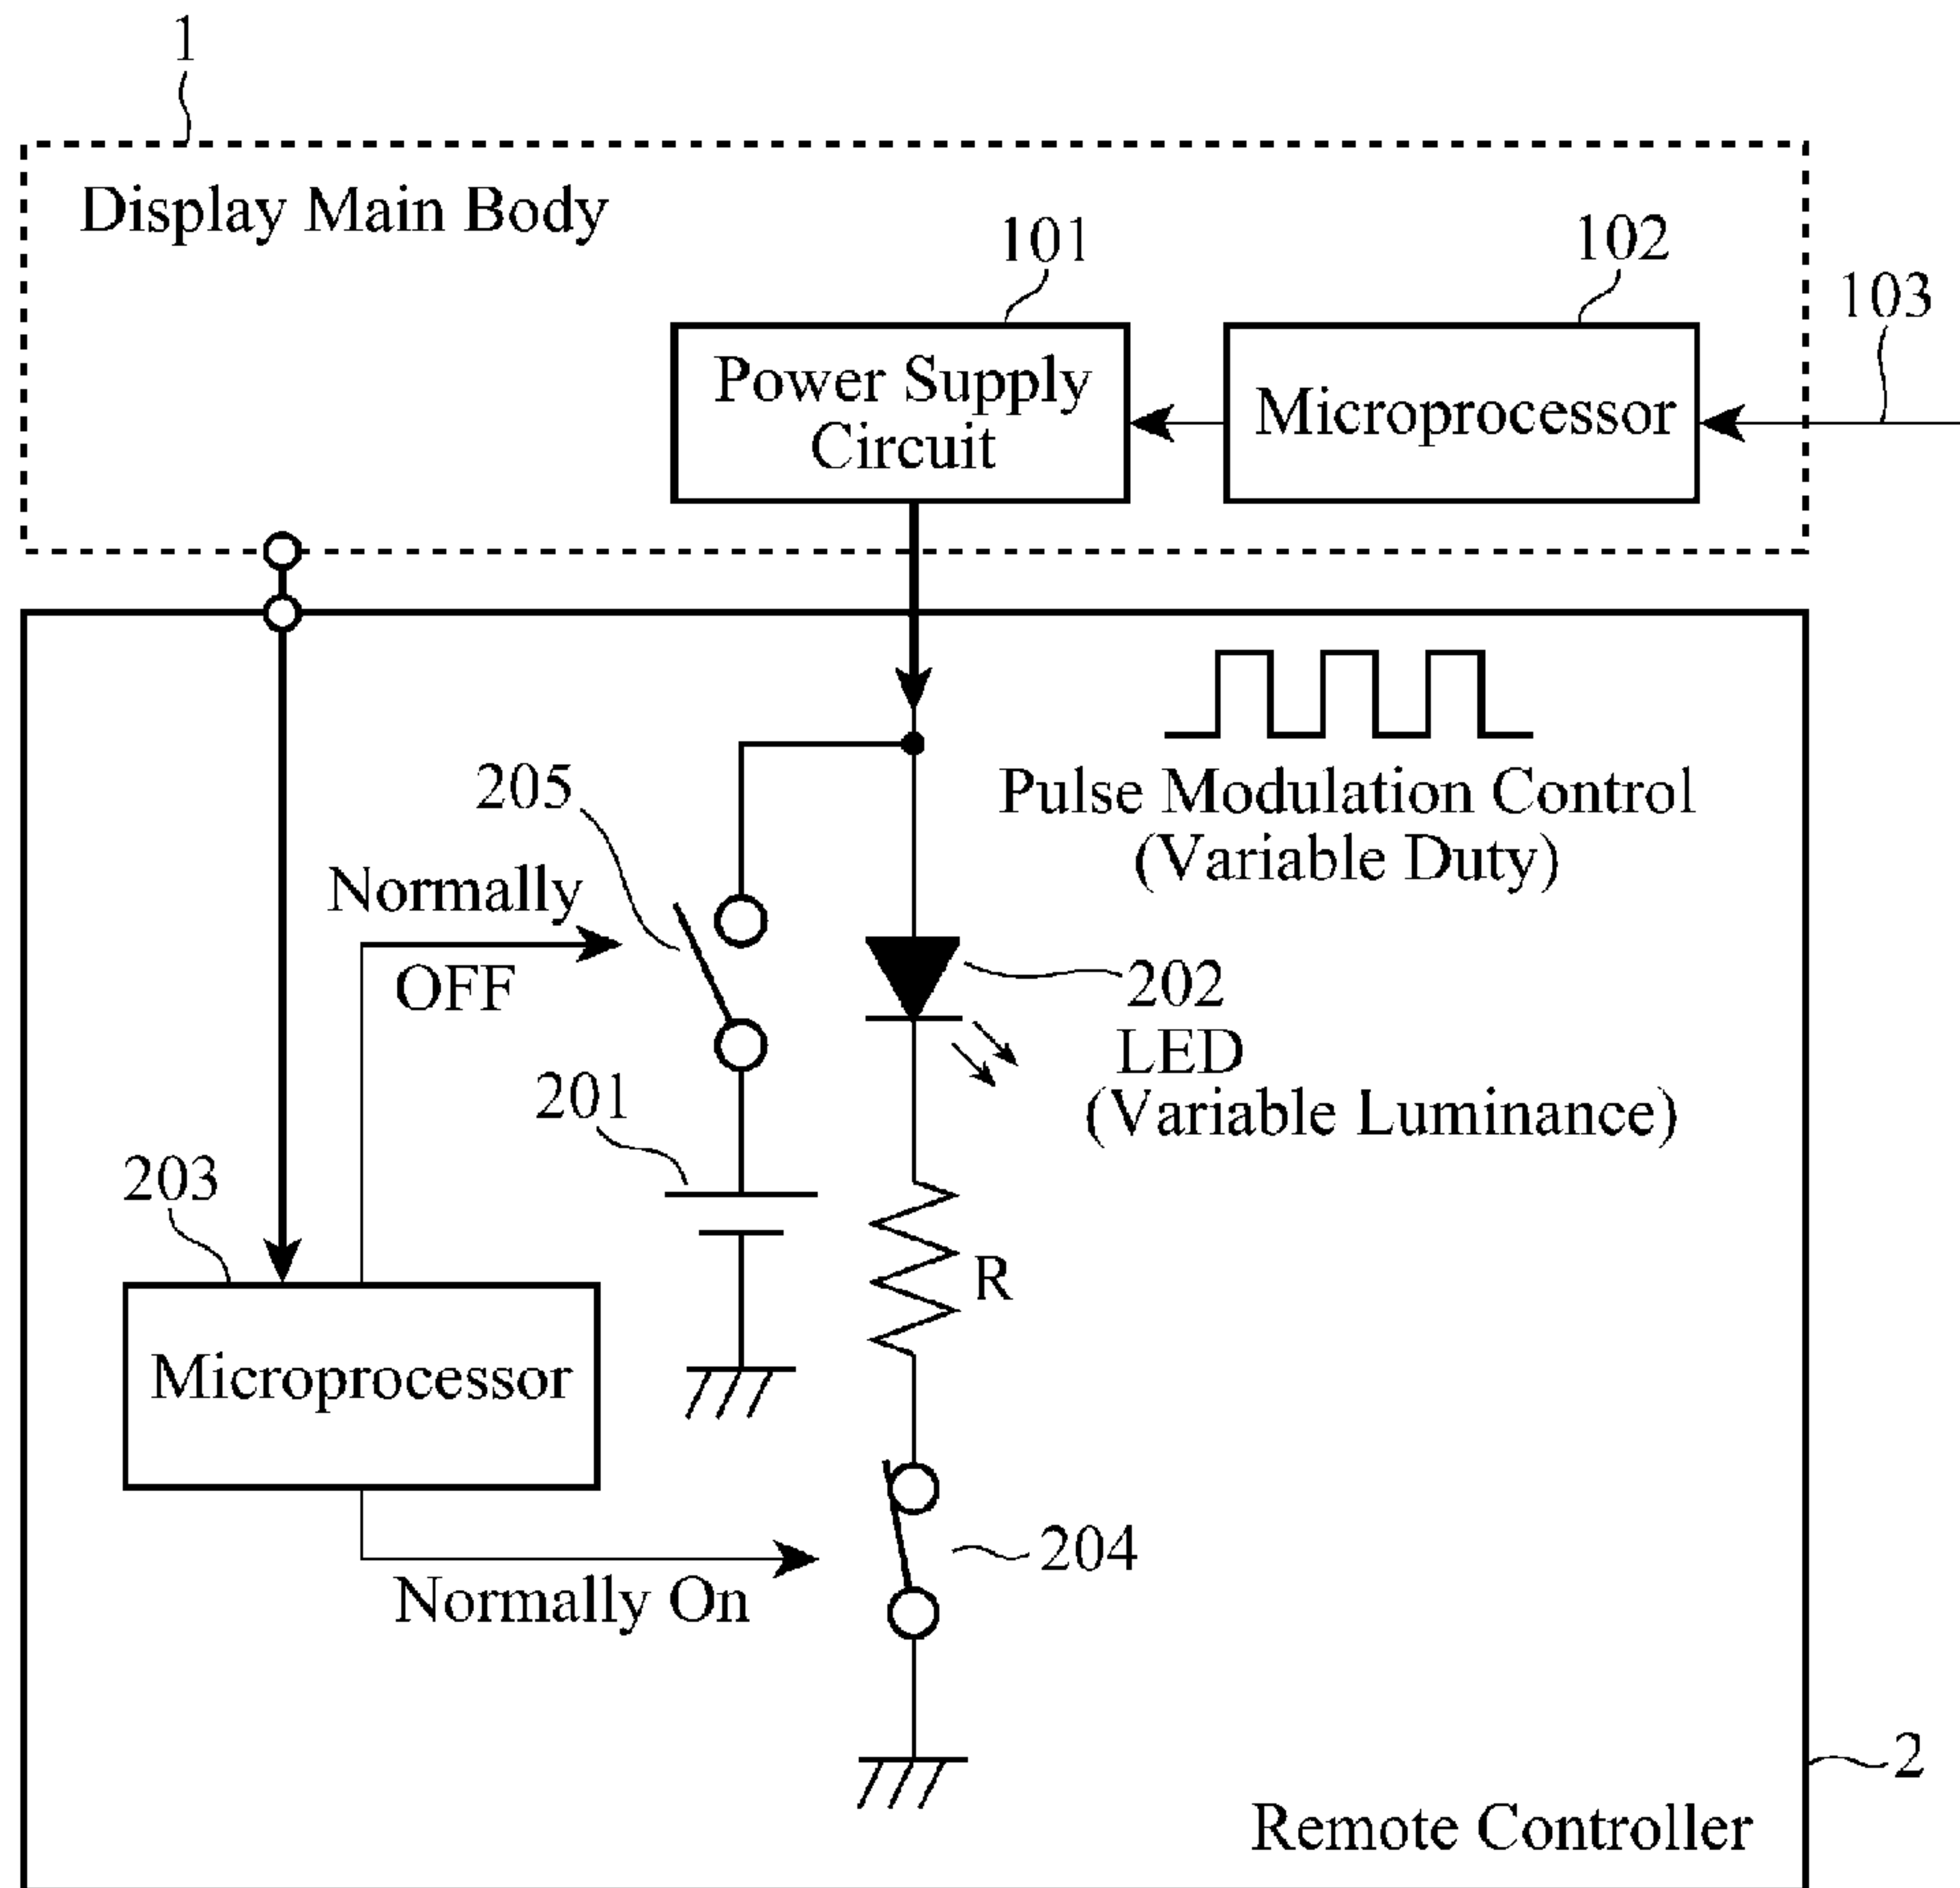 1
Display Main Body
101
102
103
Power Supply
Circuit
Microprocessor
205
Pulse Modulation Control
(Variable Duty)
Normally
OFF
202
LED
(Variable Luminance)
201
203
R
Microprocessor
204
Normally On
2
Remote Controller